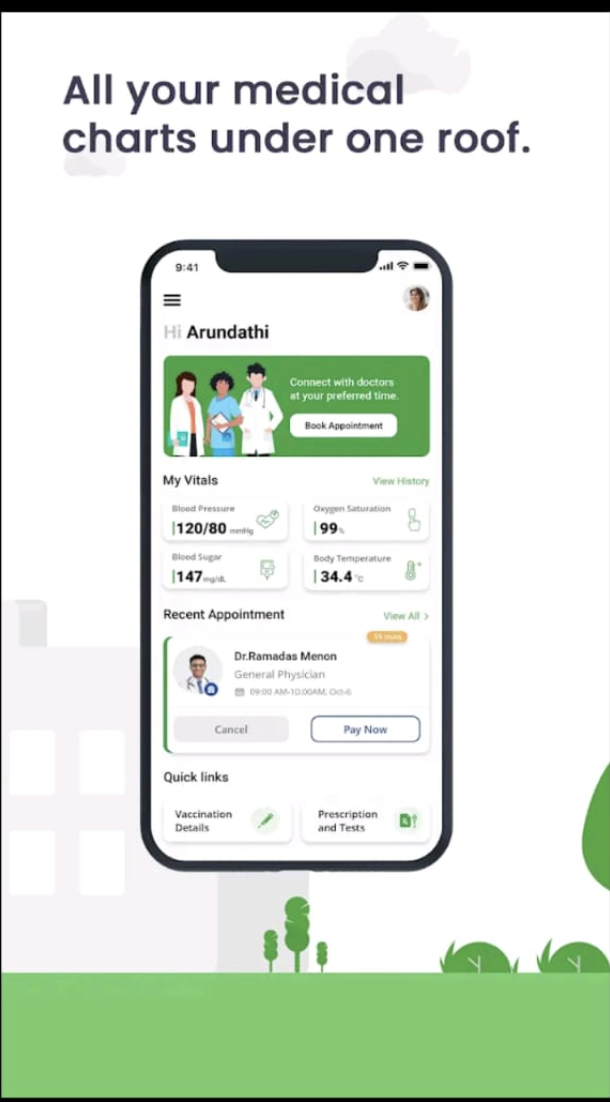 All your medical
charts under one roof.
9:41
Hi Arundathi
Connect with doctors
at your preferred time.
Book Appointment
My Vitals
View History
Blood Pressure
120/80 mmHg
Oxygen Saturation
99%
Blood Sugar
147 mg/dL
Body Temperature
34.4 °c
Recent Appointment
View All >
55 mins
Dr.Ramadas Menon
General Physician
09:00 AM-10:00AM, Oct-6
Cancel
Pay Now
Quick links
Vaccination
Details
Prescription
and Tests